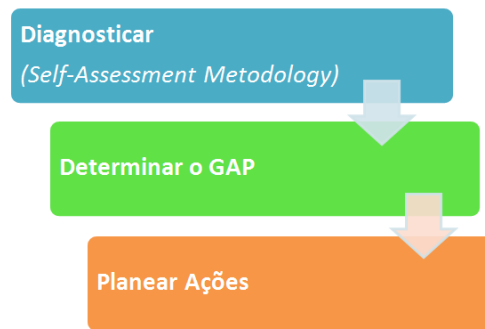 Diagnosticar
(Self-Assessment Metodology)
Determinar o GAP
Planear Ações